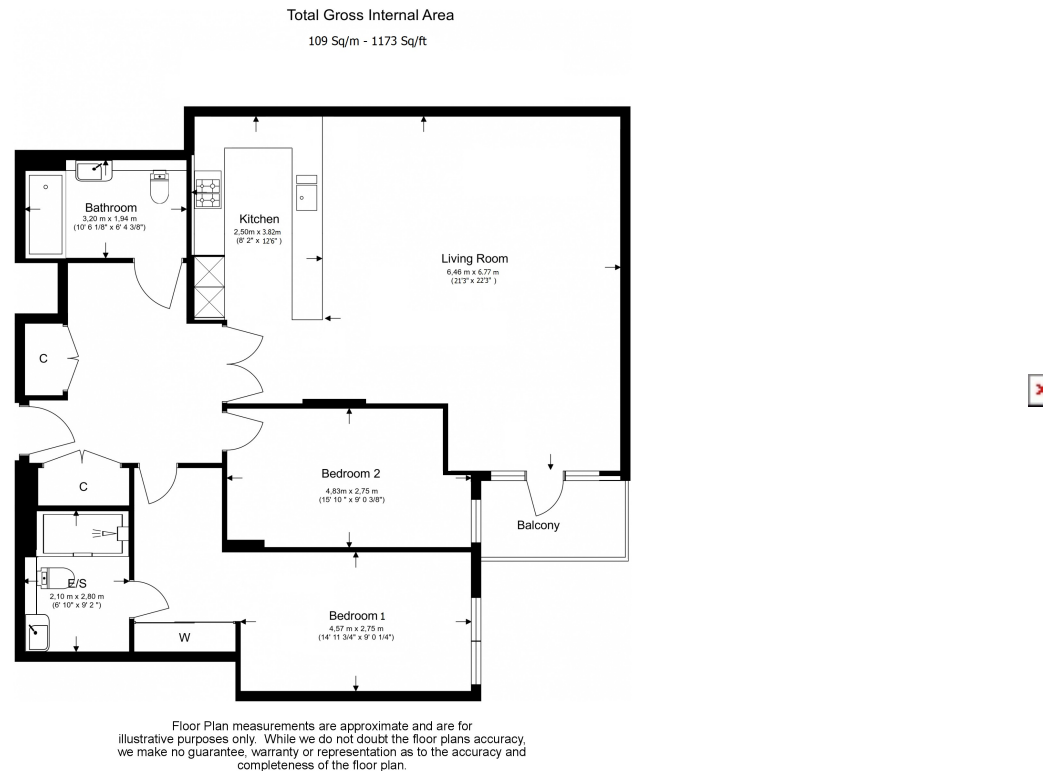 Total Gross Internal Area
109 Sq/m - 1173 Sq/ft
Bathroom
3,20 m x 1,94 m
(10' 6 1/8" x 6' 4 3/8")
Kitchen
2,50m x 3.82m
(8' 2" x 12'6" )
Living Room
6,46 m x 6.77 m
(21'3" x 22'3" )
C
C
Bedroom 2
4,83m x 2,75 m
(15' 10 " x 9' 0 3/8")
Balcony
E/S
2,10 m x 2,80 m
(6' 10" x 9' 2 ")
Bedroom 1
4,57 m x 2,75 m
(14' 11 3/4" x 9' 0 1/4")
W
Floor Plan measurements are approximate and are for
illustrative purposes only. While we do not doubt the floor plans accuracy,
we make no guarantee, warranty or representation as to the accuracy and
completeness of the floor plan.